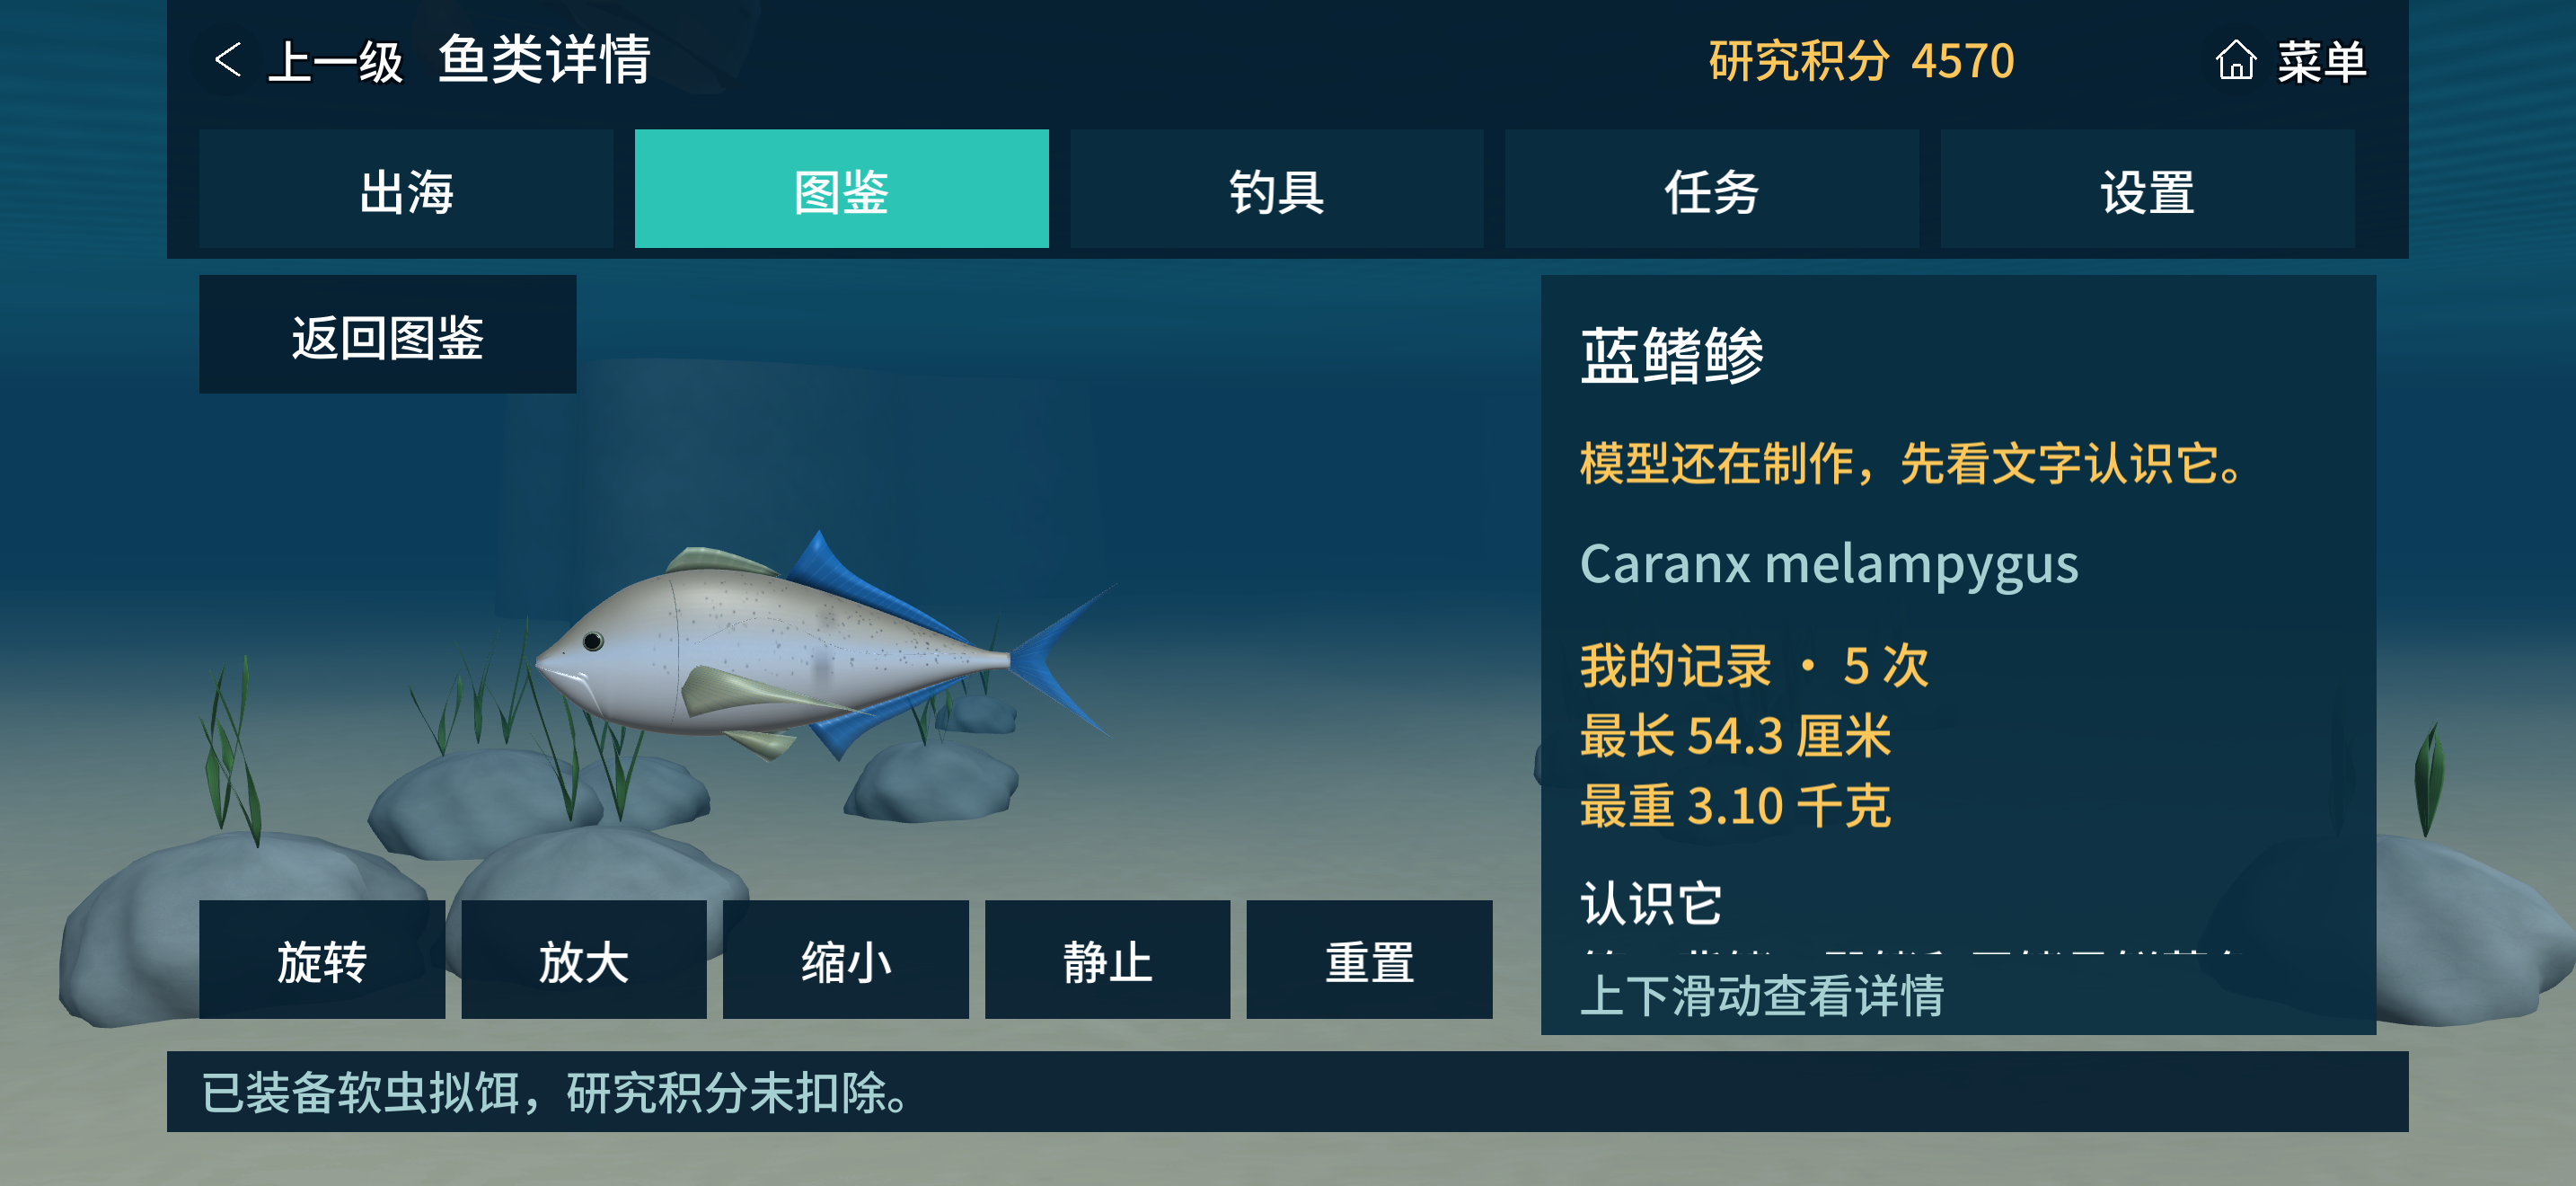 上一级 鱼类详情 研究积分 4570 菜单
出海 图鉴 钓具 任务 设置
返回图鉴
蓝鳍鲹
模型还在制作，先看文字认识它。
Caranx melampygus
我的记录 · 5 次
最长 54.3 厘米
最重 3.10 千克
认识它
上下滑动查看详情
旋转 放大 缩小 静止 重置
已装备软虫拟饵，研究积分未扣除。